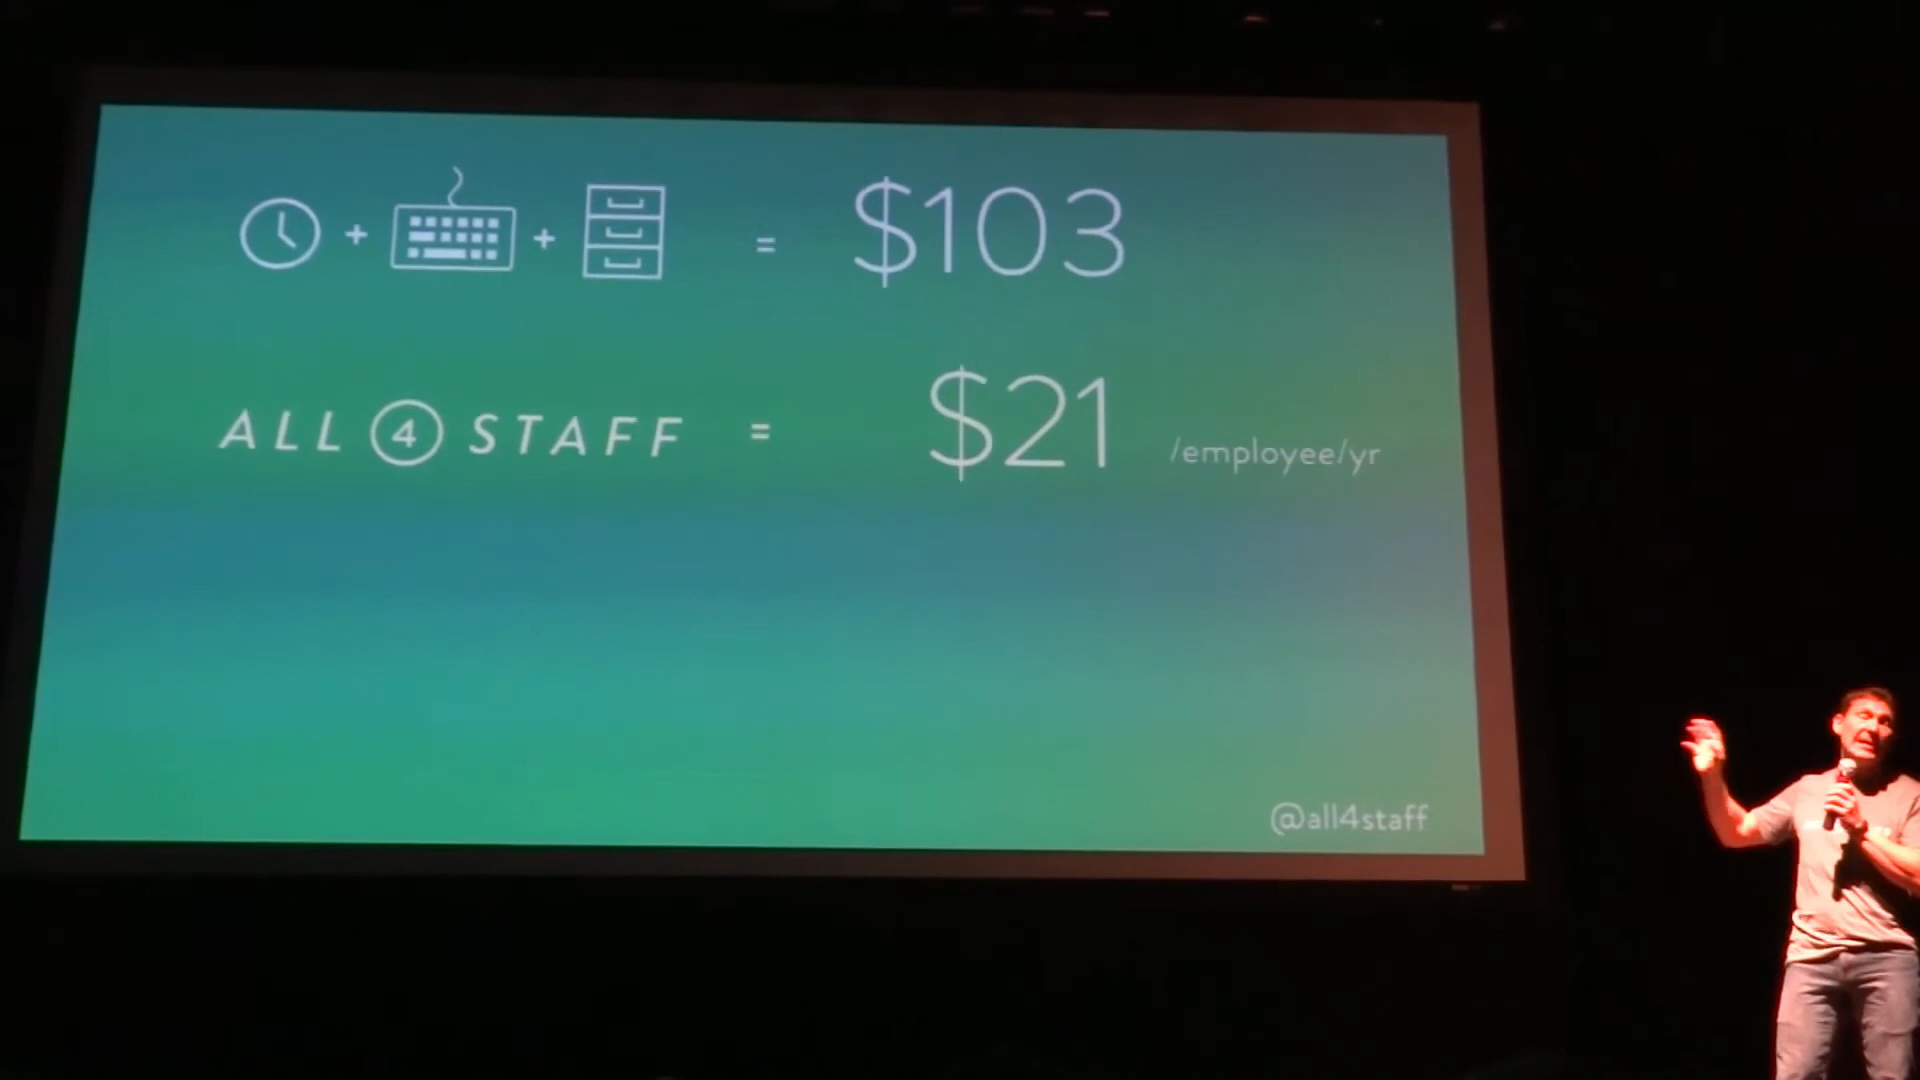 + + = $103
ALL 4 STAFF = $21 /employee/yr
@all4staff